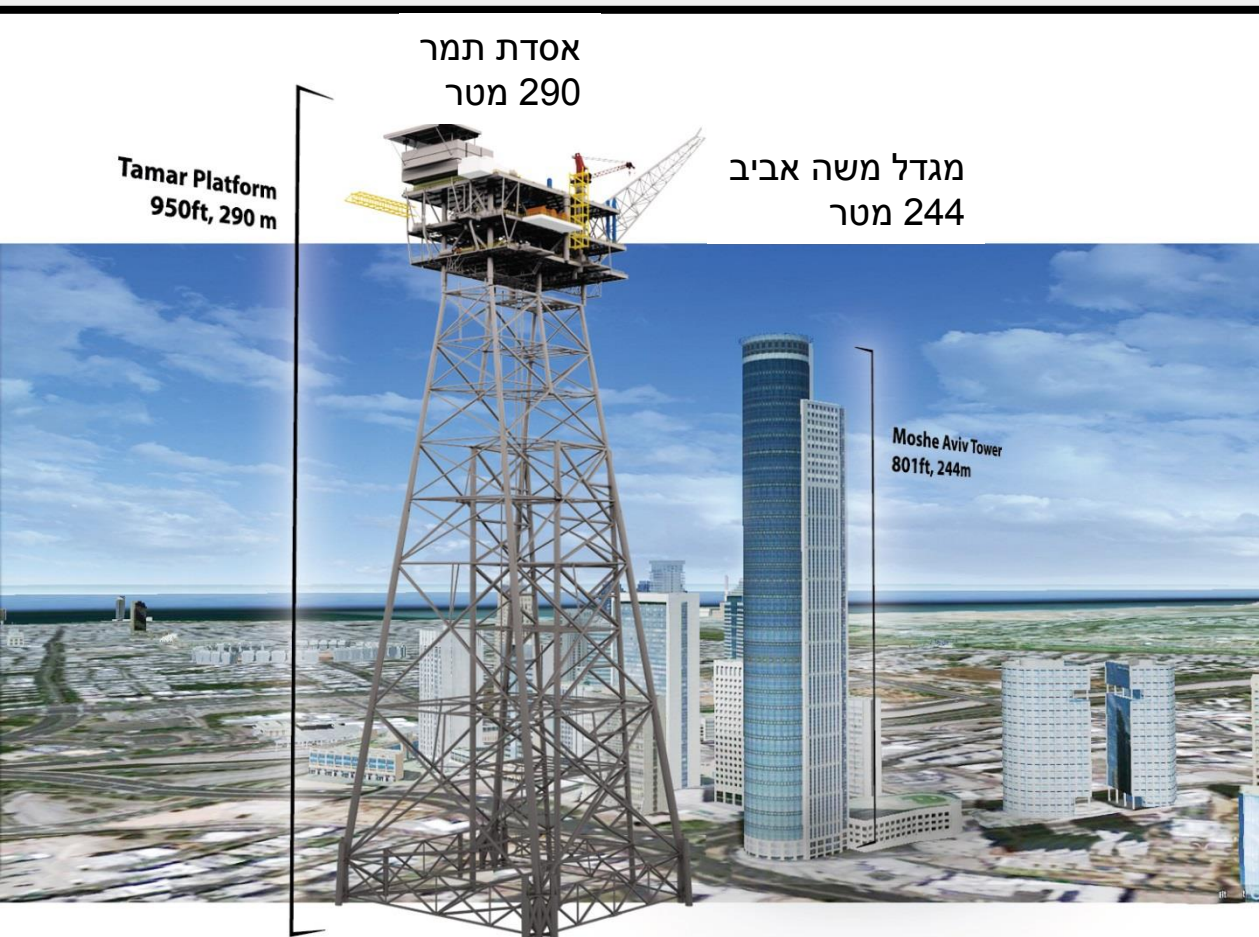 אסדת תמר
290 מטר
Tamar Platform
950ft, 290 m
מגדל משה אביב
244 מטר
Moshe Aviv Tower
801ft, 244m